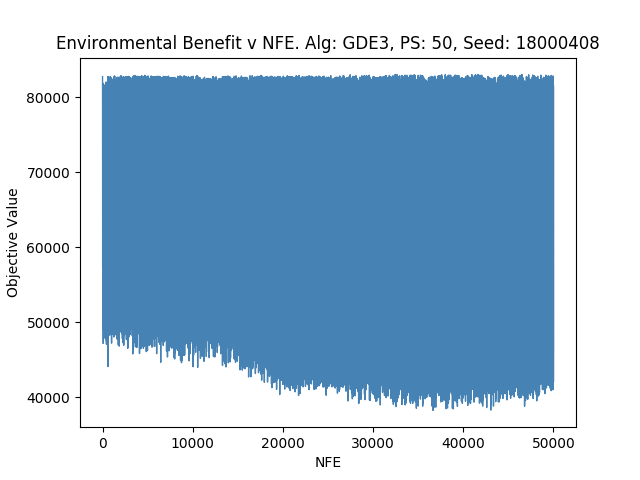 Environmental Benefit v NFE. Alg: GDE3, PS: 50, Seed: 18000408
80000
70000
60000
50000
40000
Objective Value
0 10000 20000 30000 40000 50000
NFE